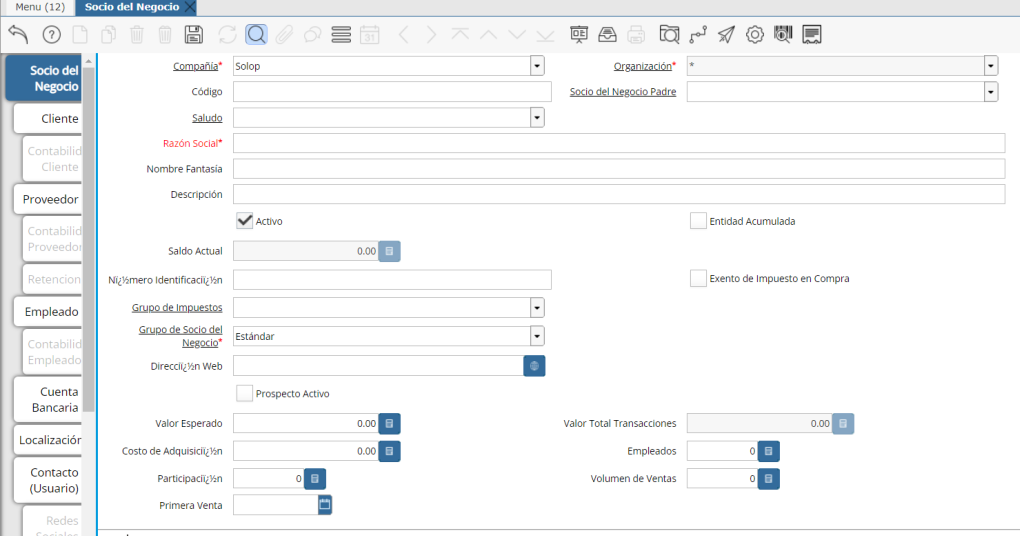 Menu (12)
Socio del Negocio
Socio del
Negocio
Cliente
Contabilid
Cliente
Proveedor
Contabilid
Proveedor
Retencion
Empleado
Contabilid
Empleado
Cuenta
Bancaria
Localización
Contacto
(Usuario)
Redes
Sociales
Compañía* Solop Organización* *
Código Socio del Negocio Padre
Saludo
Razón Social*
Nombre Fantasía
Descripción
Activo Entidad Acumulada
Saldo Actual 0.00
Nï¿½mero Identificaciï¿½n Exento de Impuesto en Compra
Grupo de Impuestos
Grupo de Socio del
Negocio* Estándar
Direcciï¿½n Web
Prospecto Activo
Valor Esperado 0.00 Valor Total Transacciones 0.00
Costo de Adquisiciï¿½n 0.00 Empleados 0
Participaciï¿½n 0 Volumen de Ventas 0
Primera Venta